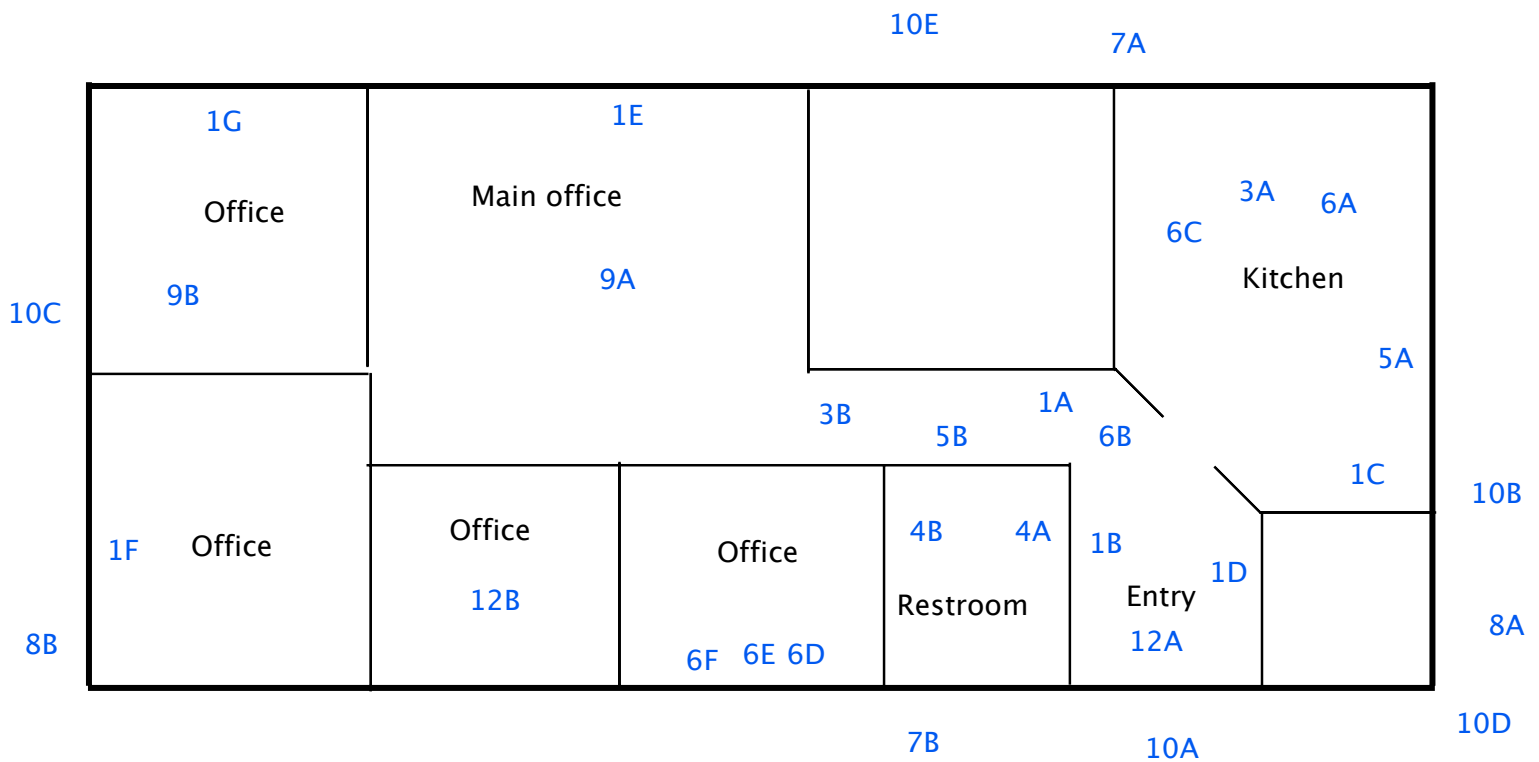 10E
7A
1G
1E
Office
Main office
3A
6A
6C
9B
9A
Kitchen
10C
5A
3B
1A
5B
6B
1C
10B
1F
Office
Office
12B
Office
4B
4A
1B
1D
Restroom
Entry
12A
8A
8B
6F
6E
6D
10D
7B
10A